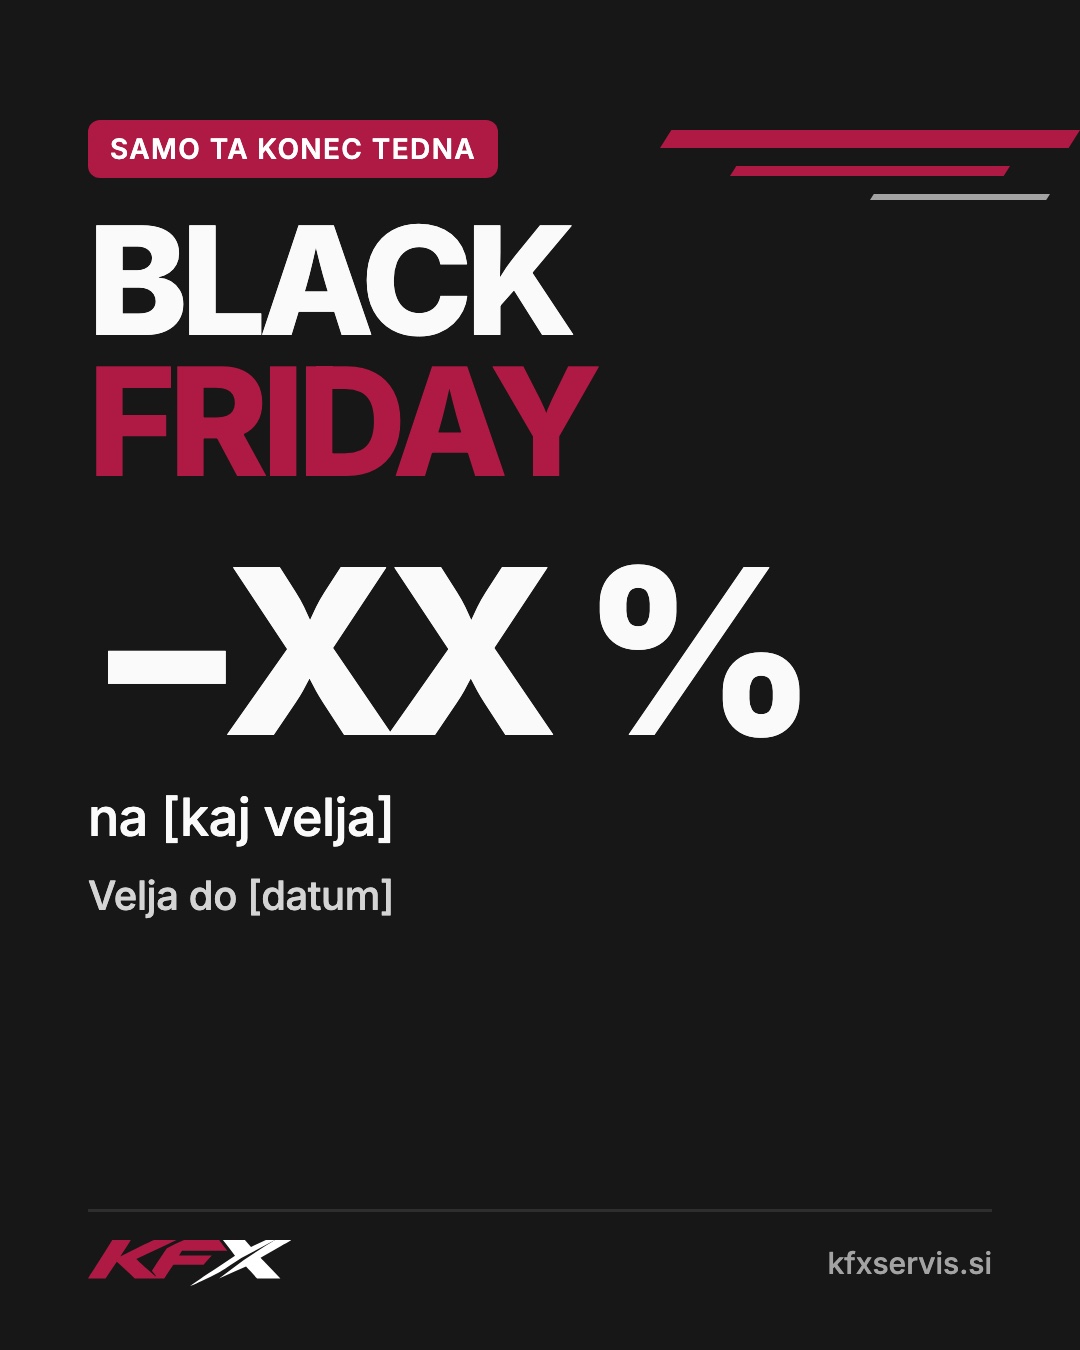 SAMO TA KONEC TEDNA
BLACK
FRIDAY
–XX %
na [kaj velja]
Velja do [datum]
KFX
kfxservis.si